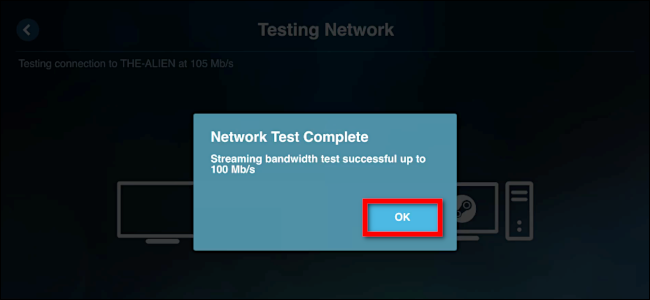 Testing Network
Testing connection to THE-ALIEN at 105 Mb/s
Network Test Complete
Streaming bandwidth test successful up to
100 Mb/s
OK